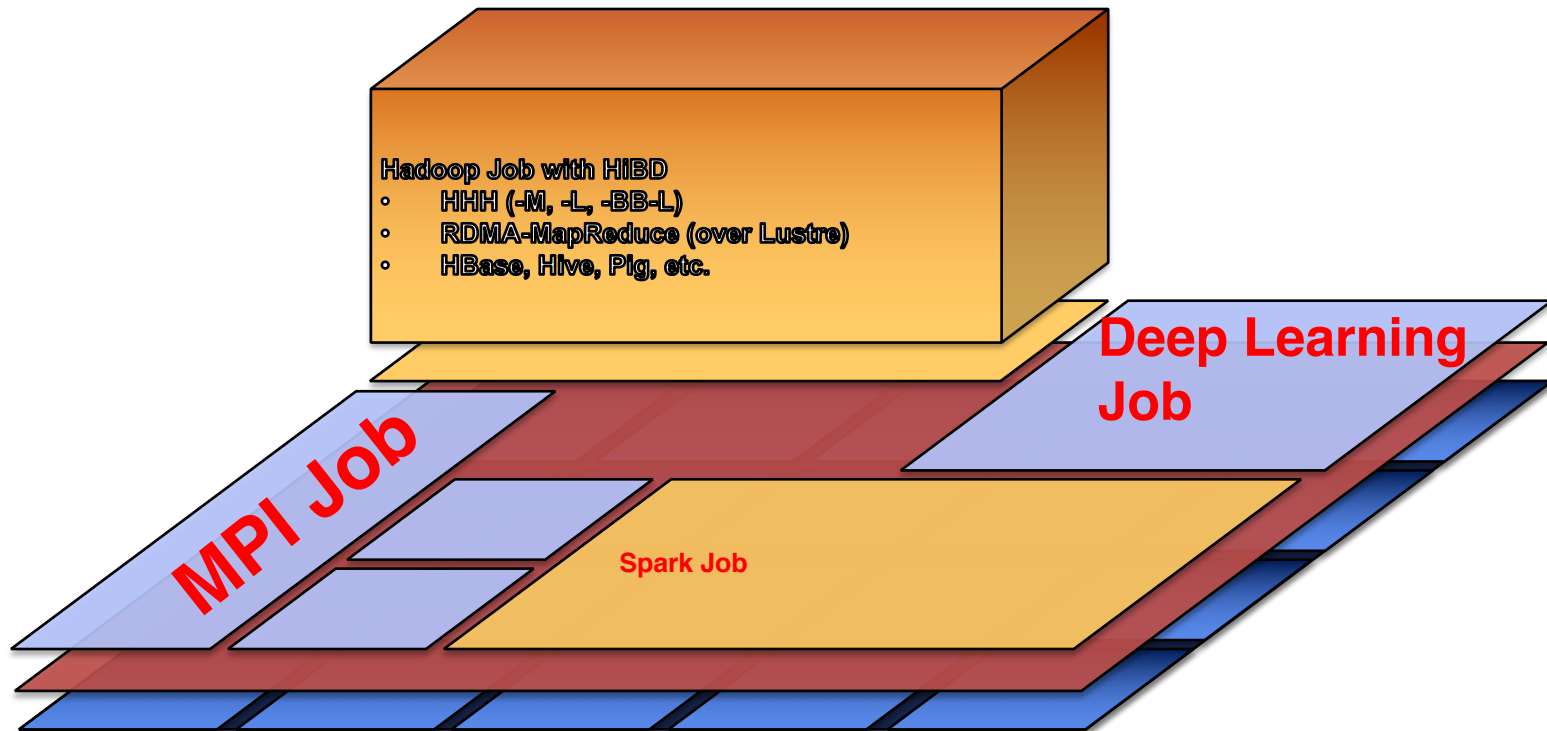 Hadoop Job with HiBD
• HHH (-M, -L, -BB-L)
• RDMA-MapReduce (over Lustre)
• HBase, Hive, Pig, etc.
Deep Learning
Job
MPI Job
Spark Job